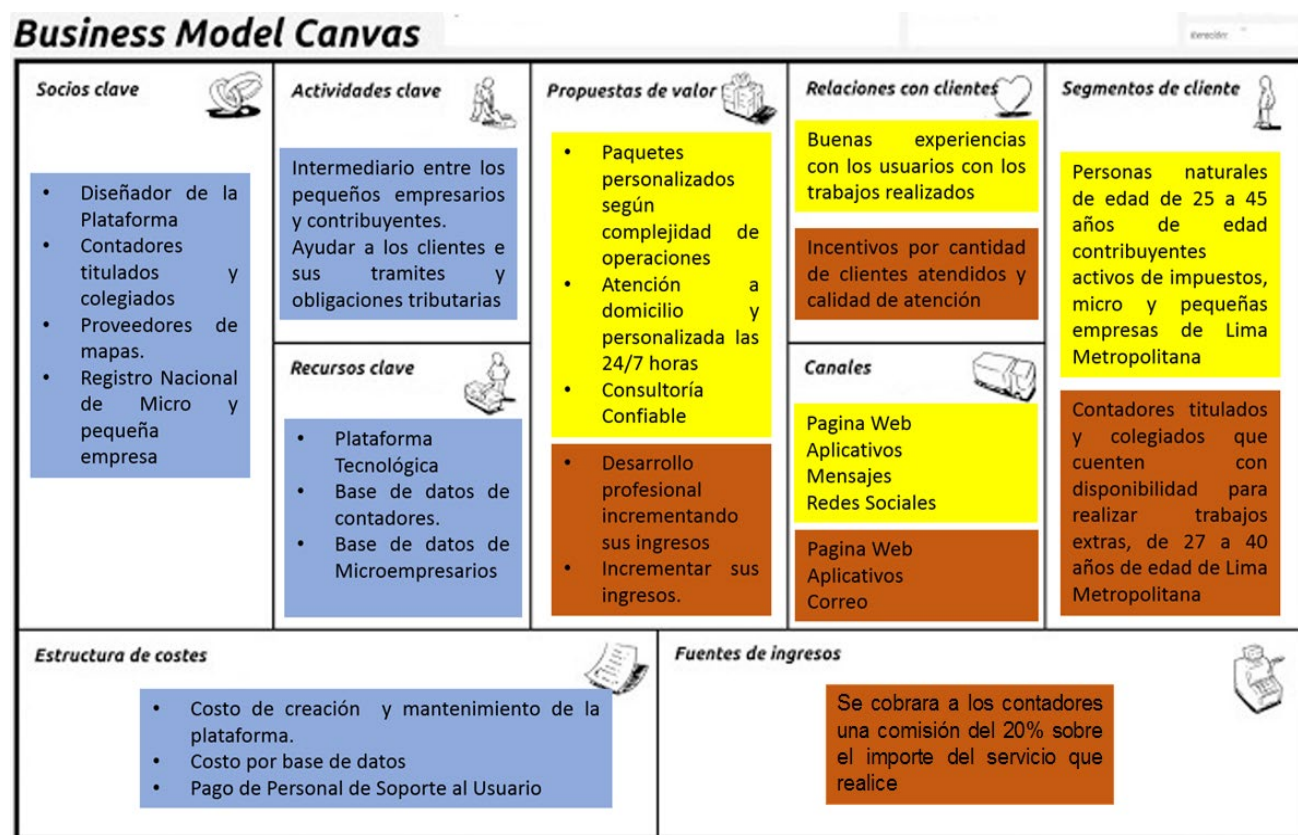 Business Model Canvas
Iteración:
Socios clave
• Diseñador de la
Plataforma
• Contadores
titulados y
colegiados
• Proveedores de
mapas.
• Registro Nacional
de Micro y
pequeña
empresa
Actividades clave
Intermediario entre los
pequeños empresarios
y contribuyentes.
Ayudar a los clientes e
sus tramites y
obligaciones tributarias
Recursos clave
• Plataforma
Tecnológica
• Base de datos de
contadores.
• Base de datos de
Microempresarios
Propuestas de valor
• Paquetes
personalizados
según
complejidad de
operaciones
• Atención a
domicilio y
personalizada las
24/7 horas
• Consultoría
Confiable
• Desarrollo
profesional
incrementando
sus ingresos
• Incrementar sus
ingresos.
Relaciones con clientes
Buenas experiencias
con los usuarios con los
trabajos realizados
Incentivos por cantidad
de clientes atendidos y
calidad de atención
Canales
Pagina Web
Aplicativos
Mensajes
Redes Sociales
Pagina Web
Aplicativos
Correo
Segmentos de cliente
Personas naturales
de edad de 25 a 45
años de edad
contribuyentes
activos de impuestos,
micro y pequeñas
empresas de Lima
Metropolitana
Contadores titulados
y colegiados que
cuenten con
disponibilidad para
realizar trabajos
extras, de 27 a 40
años de edad de Lima
Metropolitana
Estructura de costes
• Costo de creación y mantenimiento de la
plataforma.
• Costo por base de datos
• Pago de Personal de Soporte al Usuario
Fuentes de ingresos
Se cobrara a los contadores
una comisión del 20% sobre
el importe del servicio que
realice